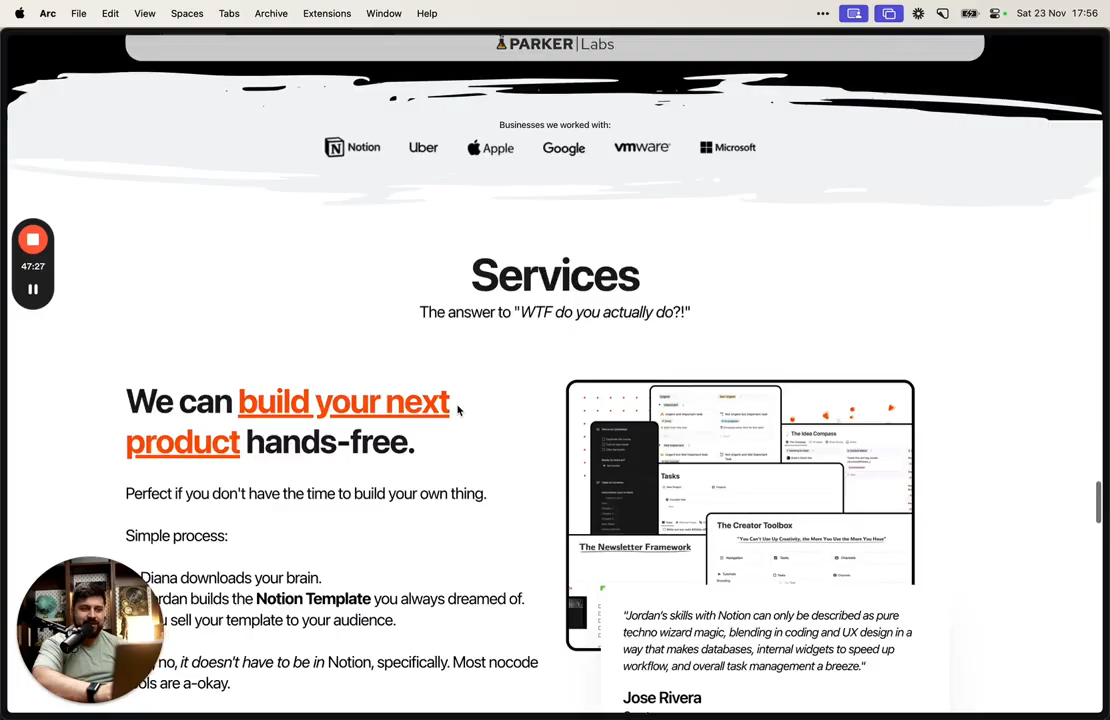 Arc File Edit View Spaces Tabs Archive Extensions Window Help Sat 23 Nov 17:56
PARKER|Labs
Businesses we worked with:
Notion Uber Apple Google vmware Microsoft
47:27
Services
The answer to "WTF do you actually do?!"
We can build your next
product hands-free.
Perfect if you don't have the time to build your own thing.
Simple process:
Diana downloads your brain.
builds the Notion Template you always dreamed of.
sell your template to your audience.
no, it doesn't have to be in Notion, specifically. Most nocode
are a-okay.
The Idea Compass
Tasks
The Creator Toolbox
"You Can't Use Up Creativity, the More You Use the More You Have"
The Newsletter Framework
"Jordan's skills with Notion can only be described as pure
techno wizard magic, blending in coding and UX design in a
way that makes databases, internal widgets to speed up
workflow, and overall task management a breeze."
Jose Rivera